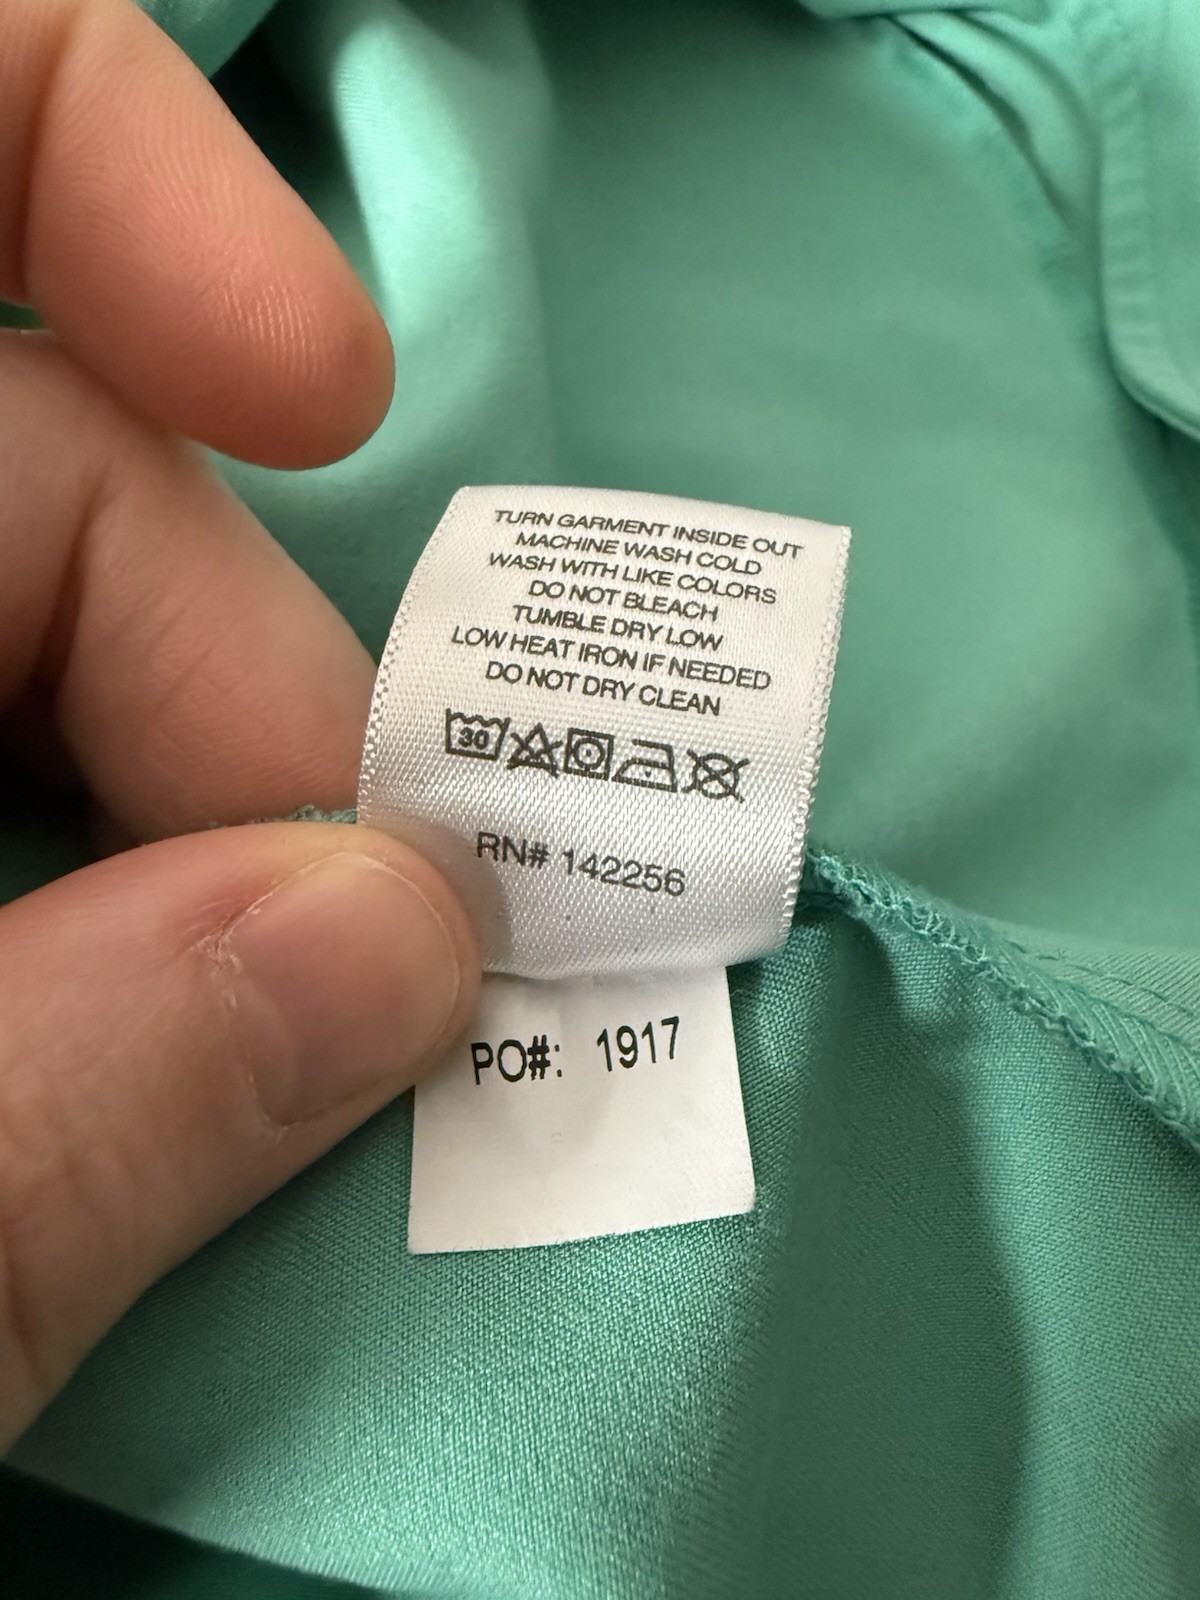 TURN GARMENT INSIDE OUT
MACHINE WASH COLD
WASH WITH LIKE COLORS
DO NOT BLEACH
TUMBLE DRY LOW
LOW HEAT IRON IF NEEDED
DO NOT DRY CLEAN
30
RN# 142256
PO#: 1917